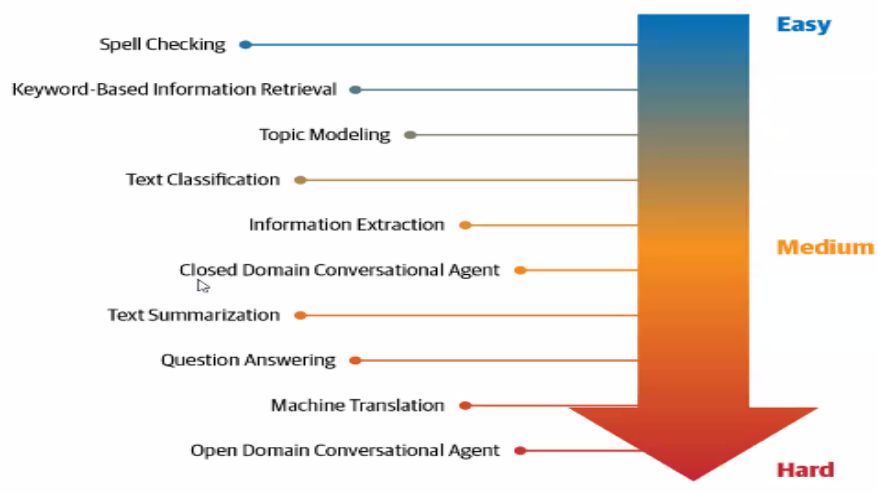 Easy
Spell Checking
Keyword-Based Information Retrieval
Topic Modeling
Text Classification
Information Extraction
Medium
Closed Domain Conversational Agent
Text Summarization
Question Answering
Machine Translation
Open Domain Conversational Agent
Hard